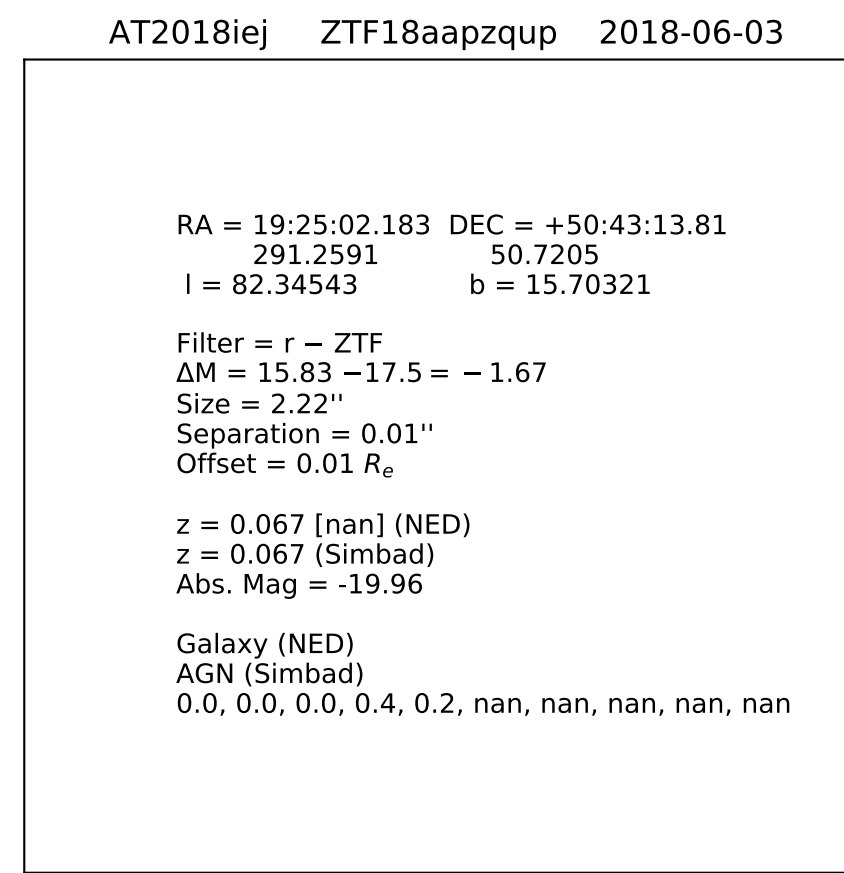 AT2018iej ZTF18aapzqup 2018-06-03
RA = 19:25:02.183 DEC = +50:43:13.81
291.2591 50.7205
l = 82.34543 b = 15.70321
Filter = r − ZTF
ΔM = 15.83 −17.5 = − 1.67
Size = 2.22''
Separation = 0.01''
Offset = 0.01 Re
z = 0.067 [nan] (NED)
z = 0.067 (Simbad)
Abs. Mag = -19.96
Galaxy (NED)
AGN (Simbad)
0.0, 0.0, 0.0, 0.4, 0.2, nan, nan, nan, nan, nan